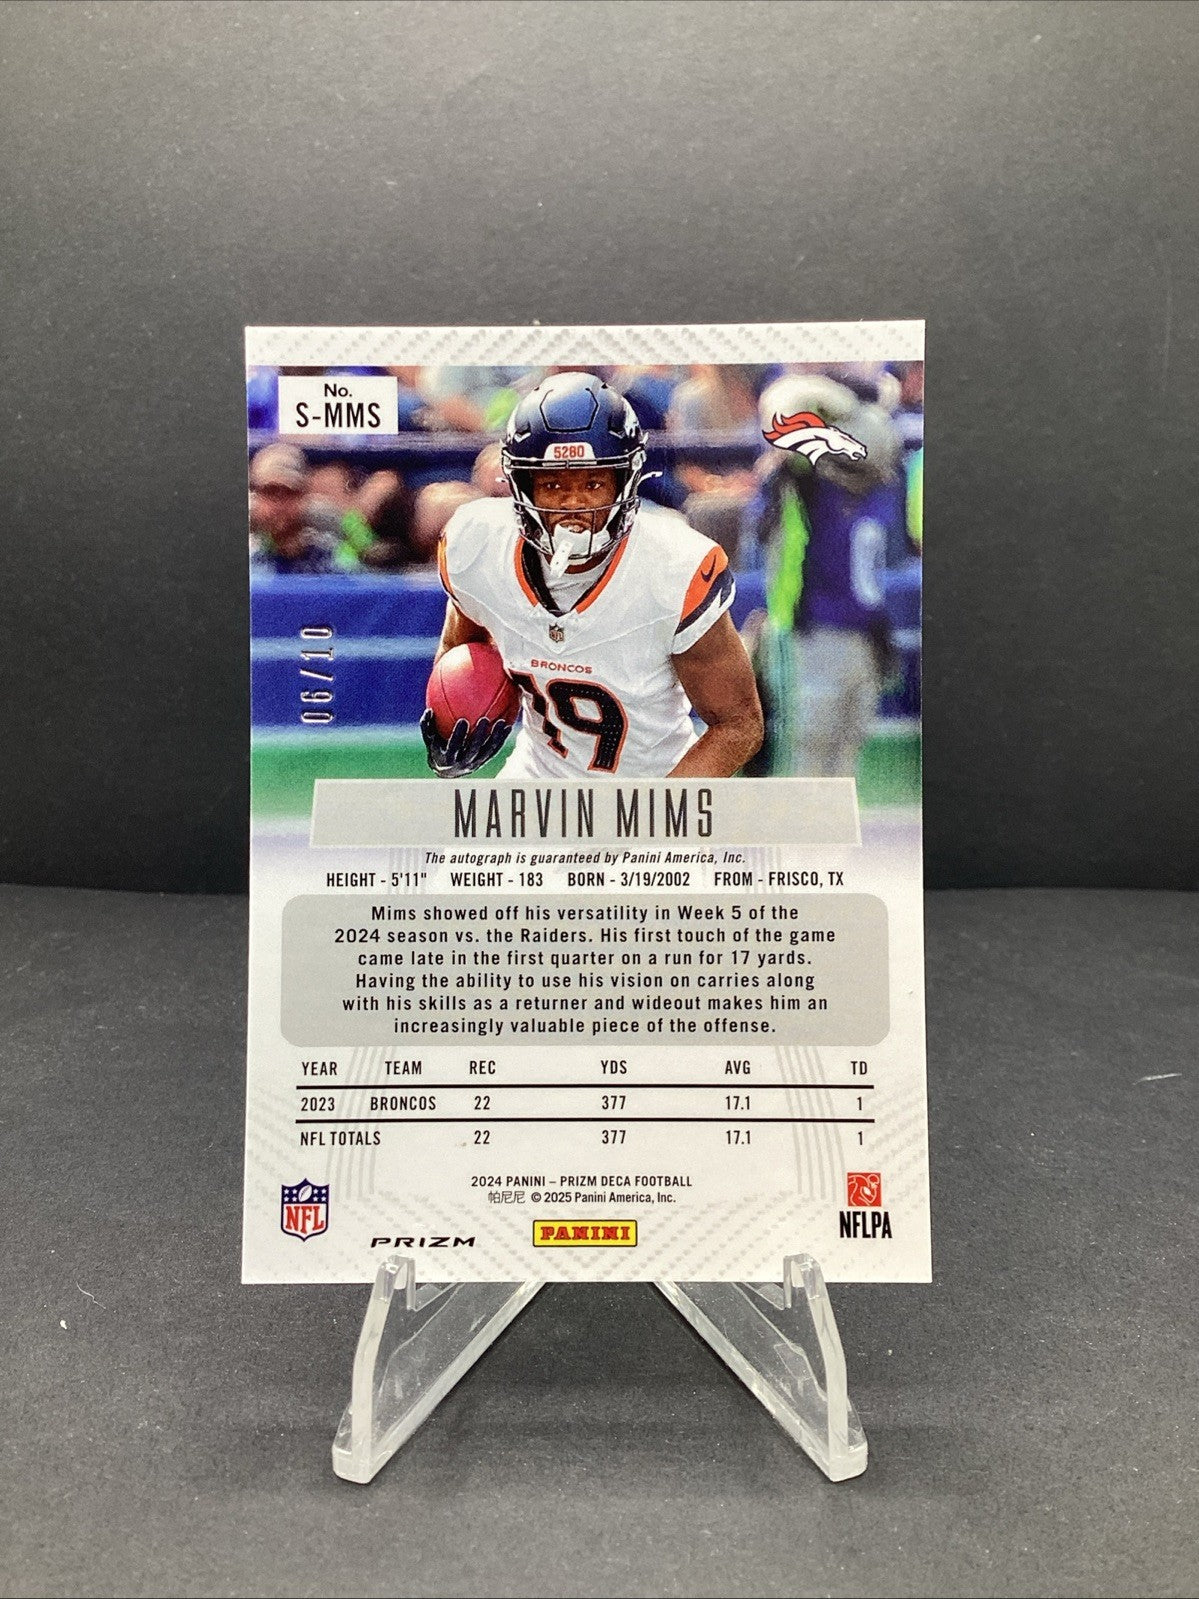 No.
S-MMS
5280
06/10
BRONCOS
19
MARVIN MIMS
The autograph is guaranteed by Panini America, Inc.
HEIGHT - 5'11" WEIGHT - 183 BORN - 3/19/2002 FROM - FRISCO, TX
Mims showed off his versatility in Week 5 of the
2024 season vs. the Raiders. His first touch of the game
came late in the first quarter on a run for 17 yards.
Having the ability to use his vision on carries along
with his skills as a returner and wideout makes him an
increasingly valuable piece of the offense.
YEAR TEAM REC YDS AVG TD
2023 BRONCOS 22 377 17.1 1
NFL TOTALS 22 377 17.1 1
2024 PANINI – PRIZM DECA FOOTBALL
帕尼尼 © 2025 Panini America, Inc.
NFL
PRIZM
PANINI
NFLPA